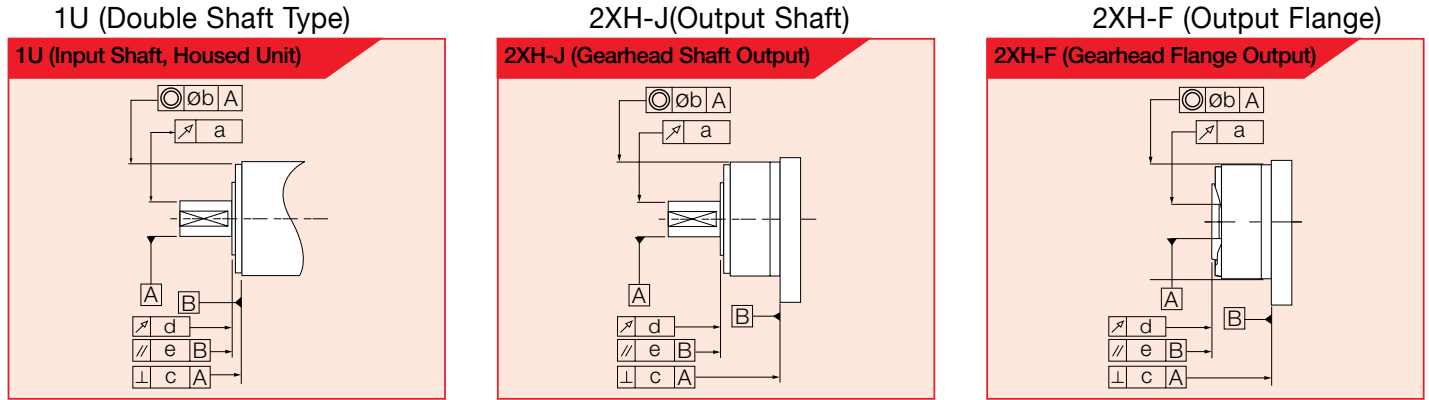 1U (Double Shaft Type)
1U (Input Shaft, Housed Unit)
Øb A
a
A
B
d
e B
c A
2XH-J(Output Shaft)
2XH-J (Gearhead Shaft Output)
Øb A
a
A
B
d
e B
c A
2XH-F (Output Flange)
2XH-F (Gearhead Flange Output)
Øb A
a
A
B
d
e B
c A